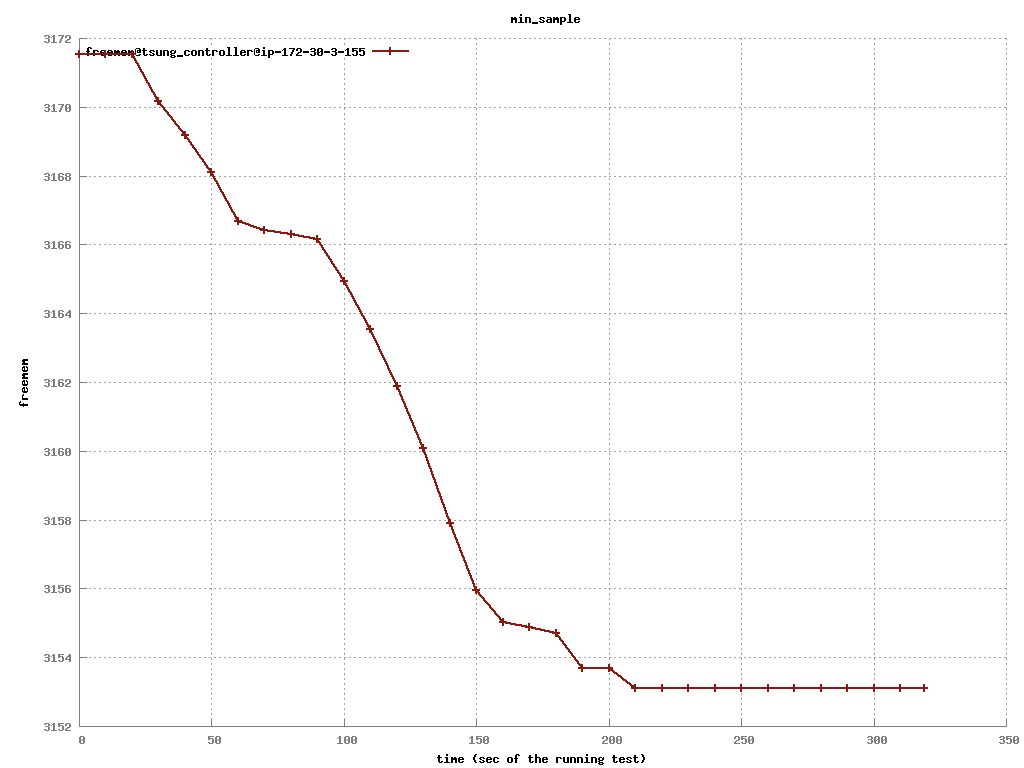 min_sample
freemem@tsung_controller@ip-172-30-3-155
3172
3170
3168
3166
3164
3162
3160
3158
3156
3154
3152
freemem
0 50 100 150 200 250 300 350
time (sec of the running test)